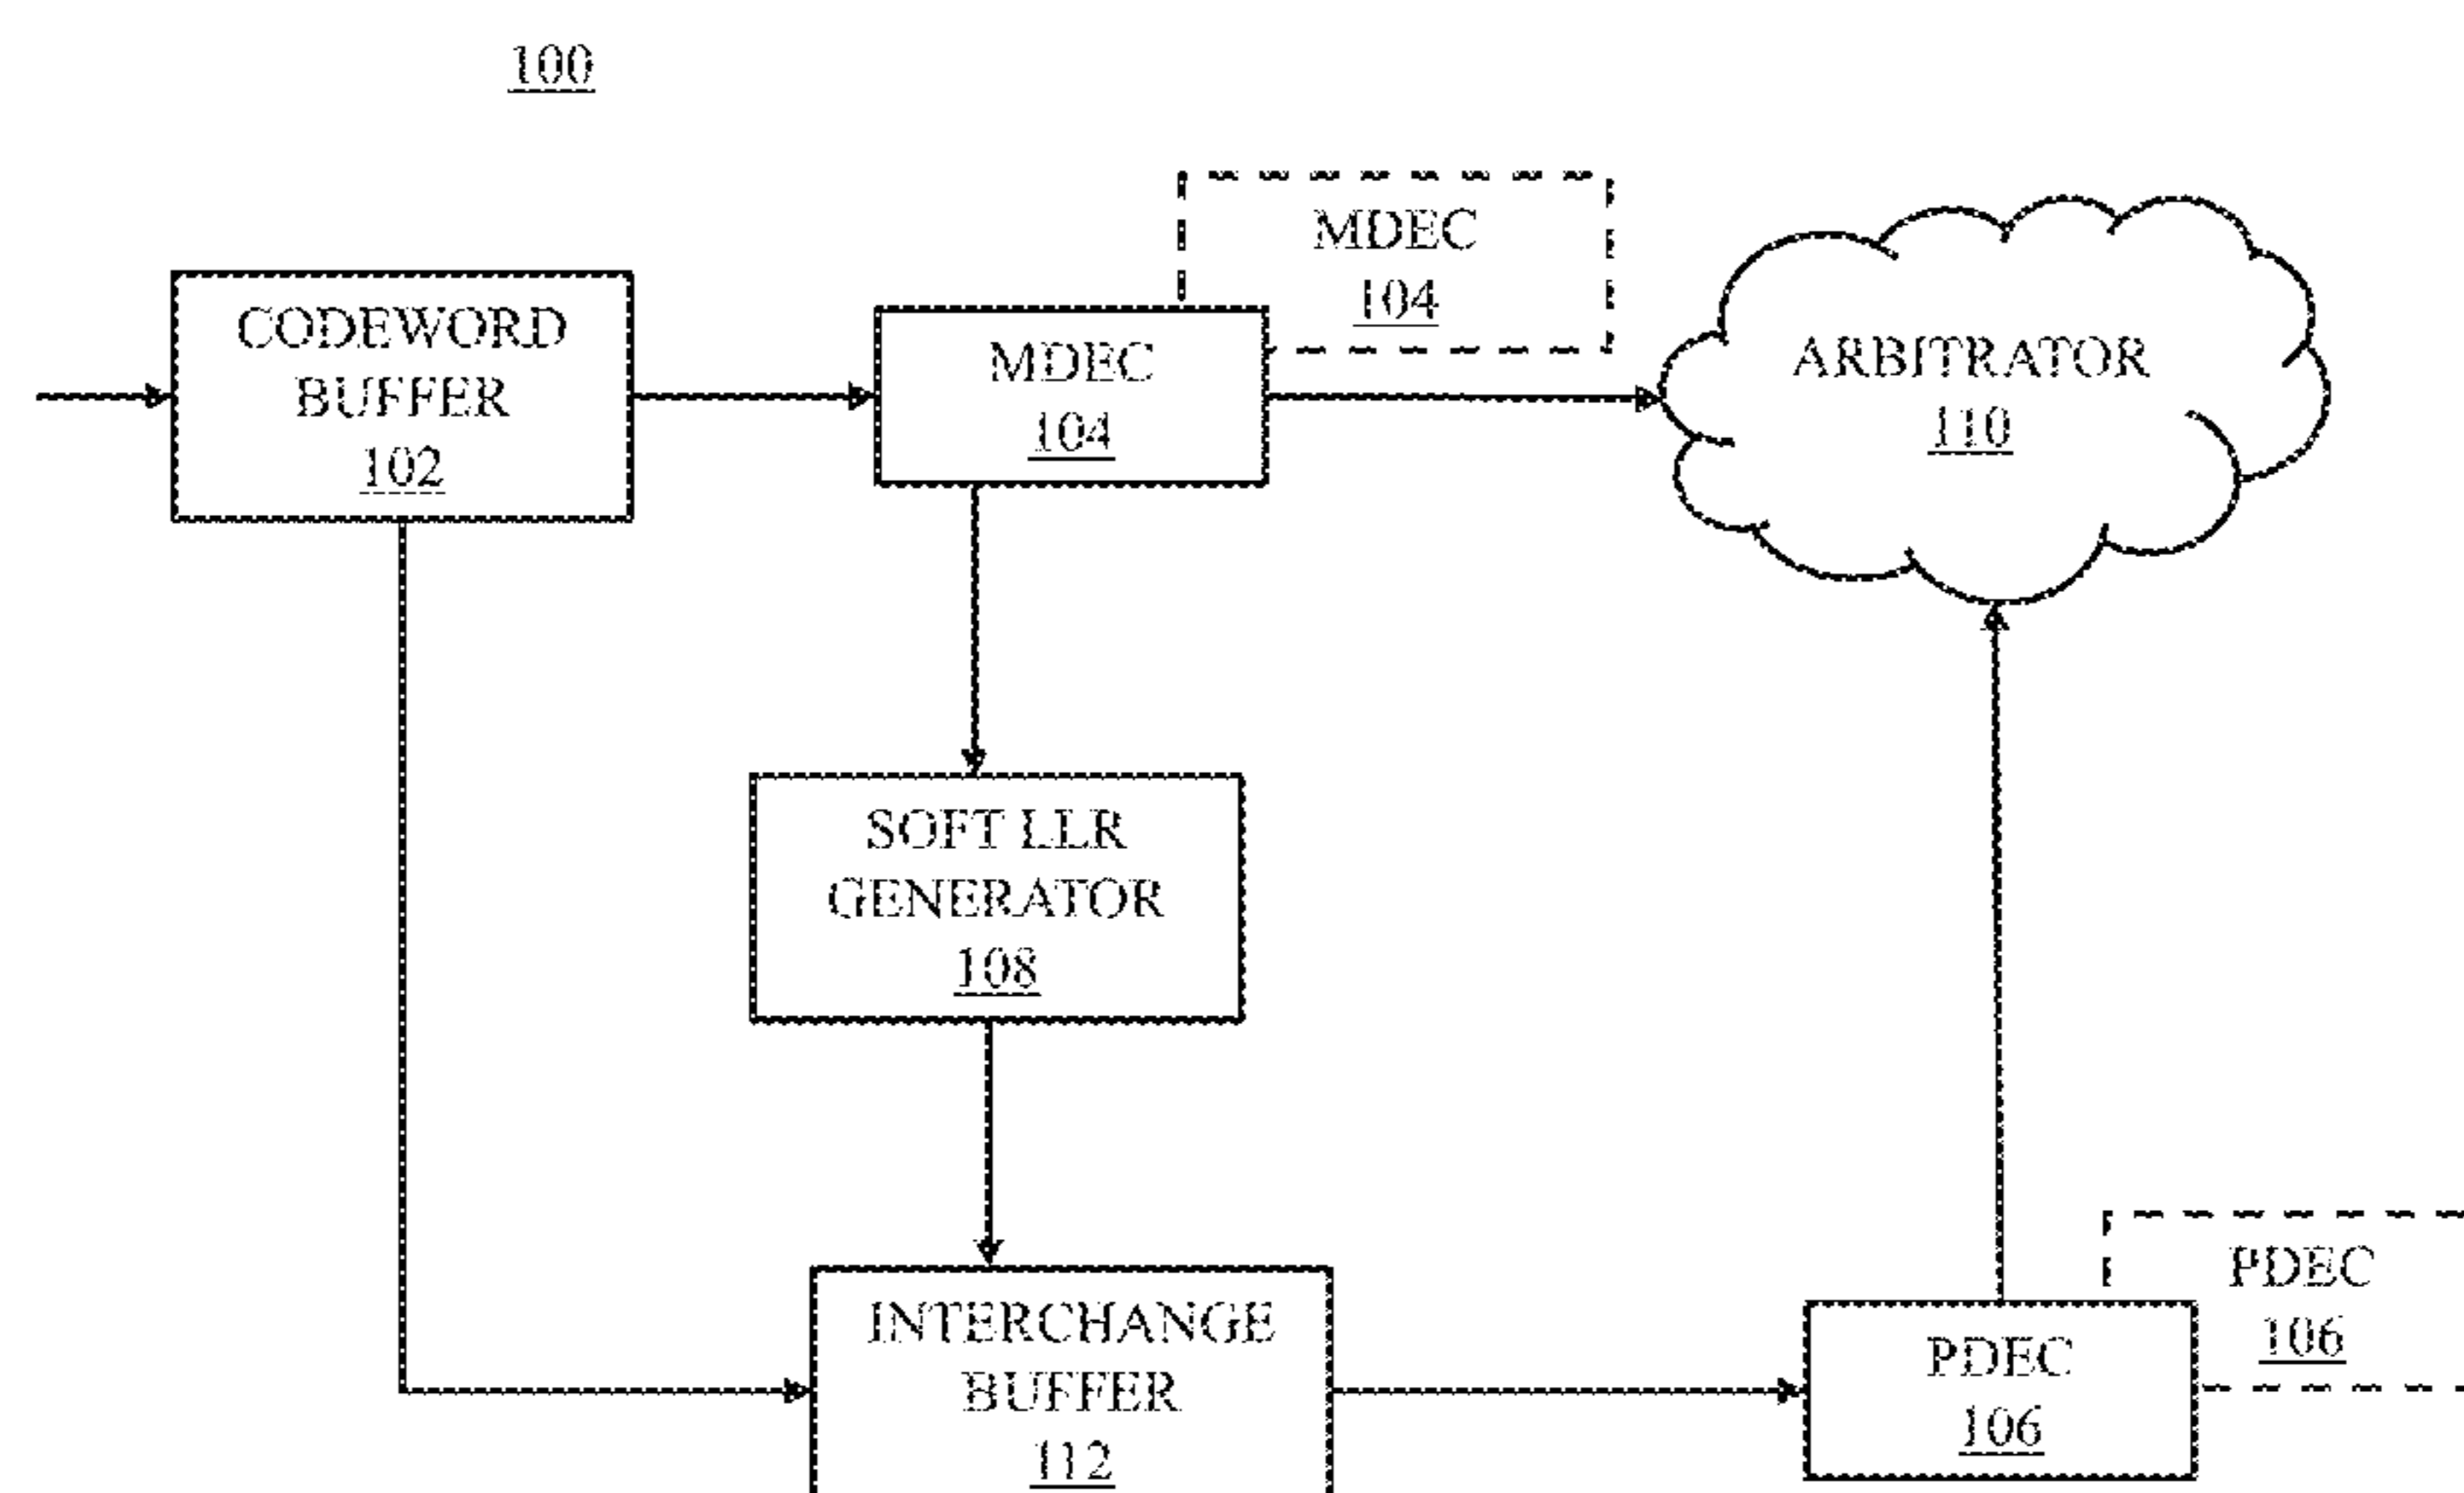 100
MDEC
104
CODEWORD
BUFFER
102
MDEC
104
ARBITRATOR
110
SOFT LLR
GENERATOR
108
INTERCHANGE
BUFFER
112
PDEC
106
PDEC
106